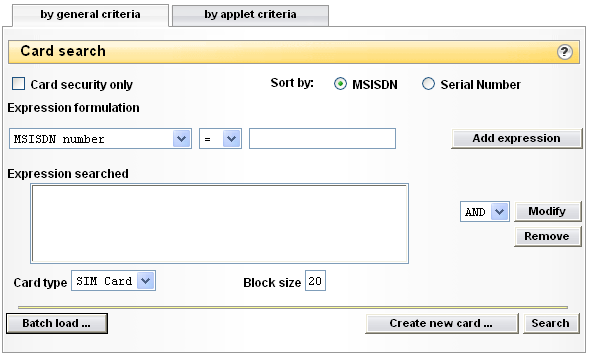 by general criteria by applet criteria
Card search ?
Card security only Sort by: MSISDN Serial Number
Expression formulation
MSISDN number = Add expression
Expression searched
AND Modify
Remove
Card type SIM Card Block size 20
Batch load ... Create new card ... Search